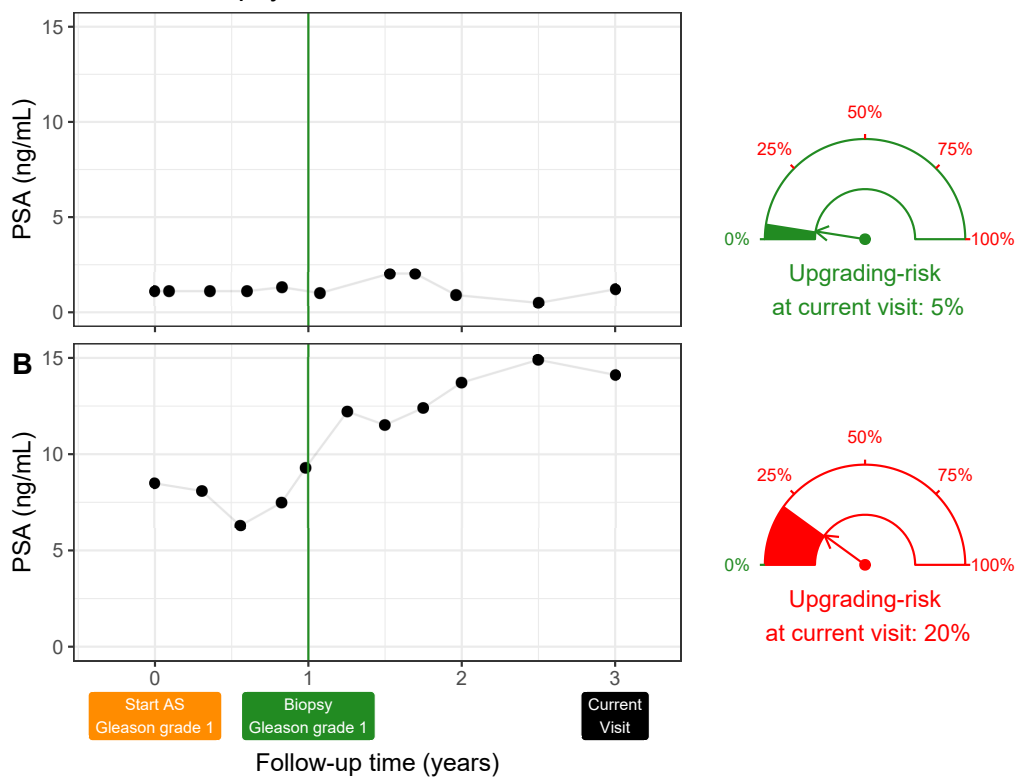 15
10
5
0
PSA (ng/mL)
50%
25%
75%
0%
100%
Upgrading-risk
at current visit: 5%
B
15
10
5
0
PSA (ng/mL)
50%
25%
75%
0%
100%
Upgrading-risk
at current visit: 20%
0
1
2
3
Start AS
Gleason grade 1
Biopsy
Gleason grade 1
Current
Visit
Follow-up time (years)